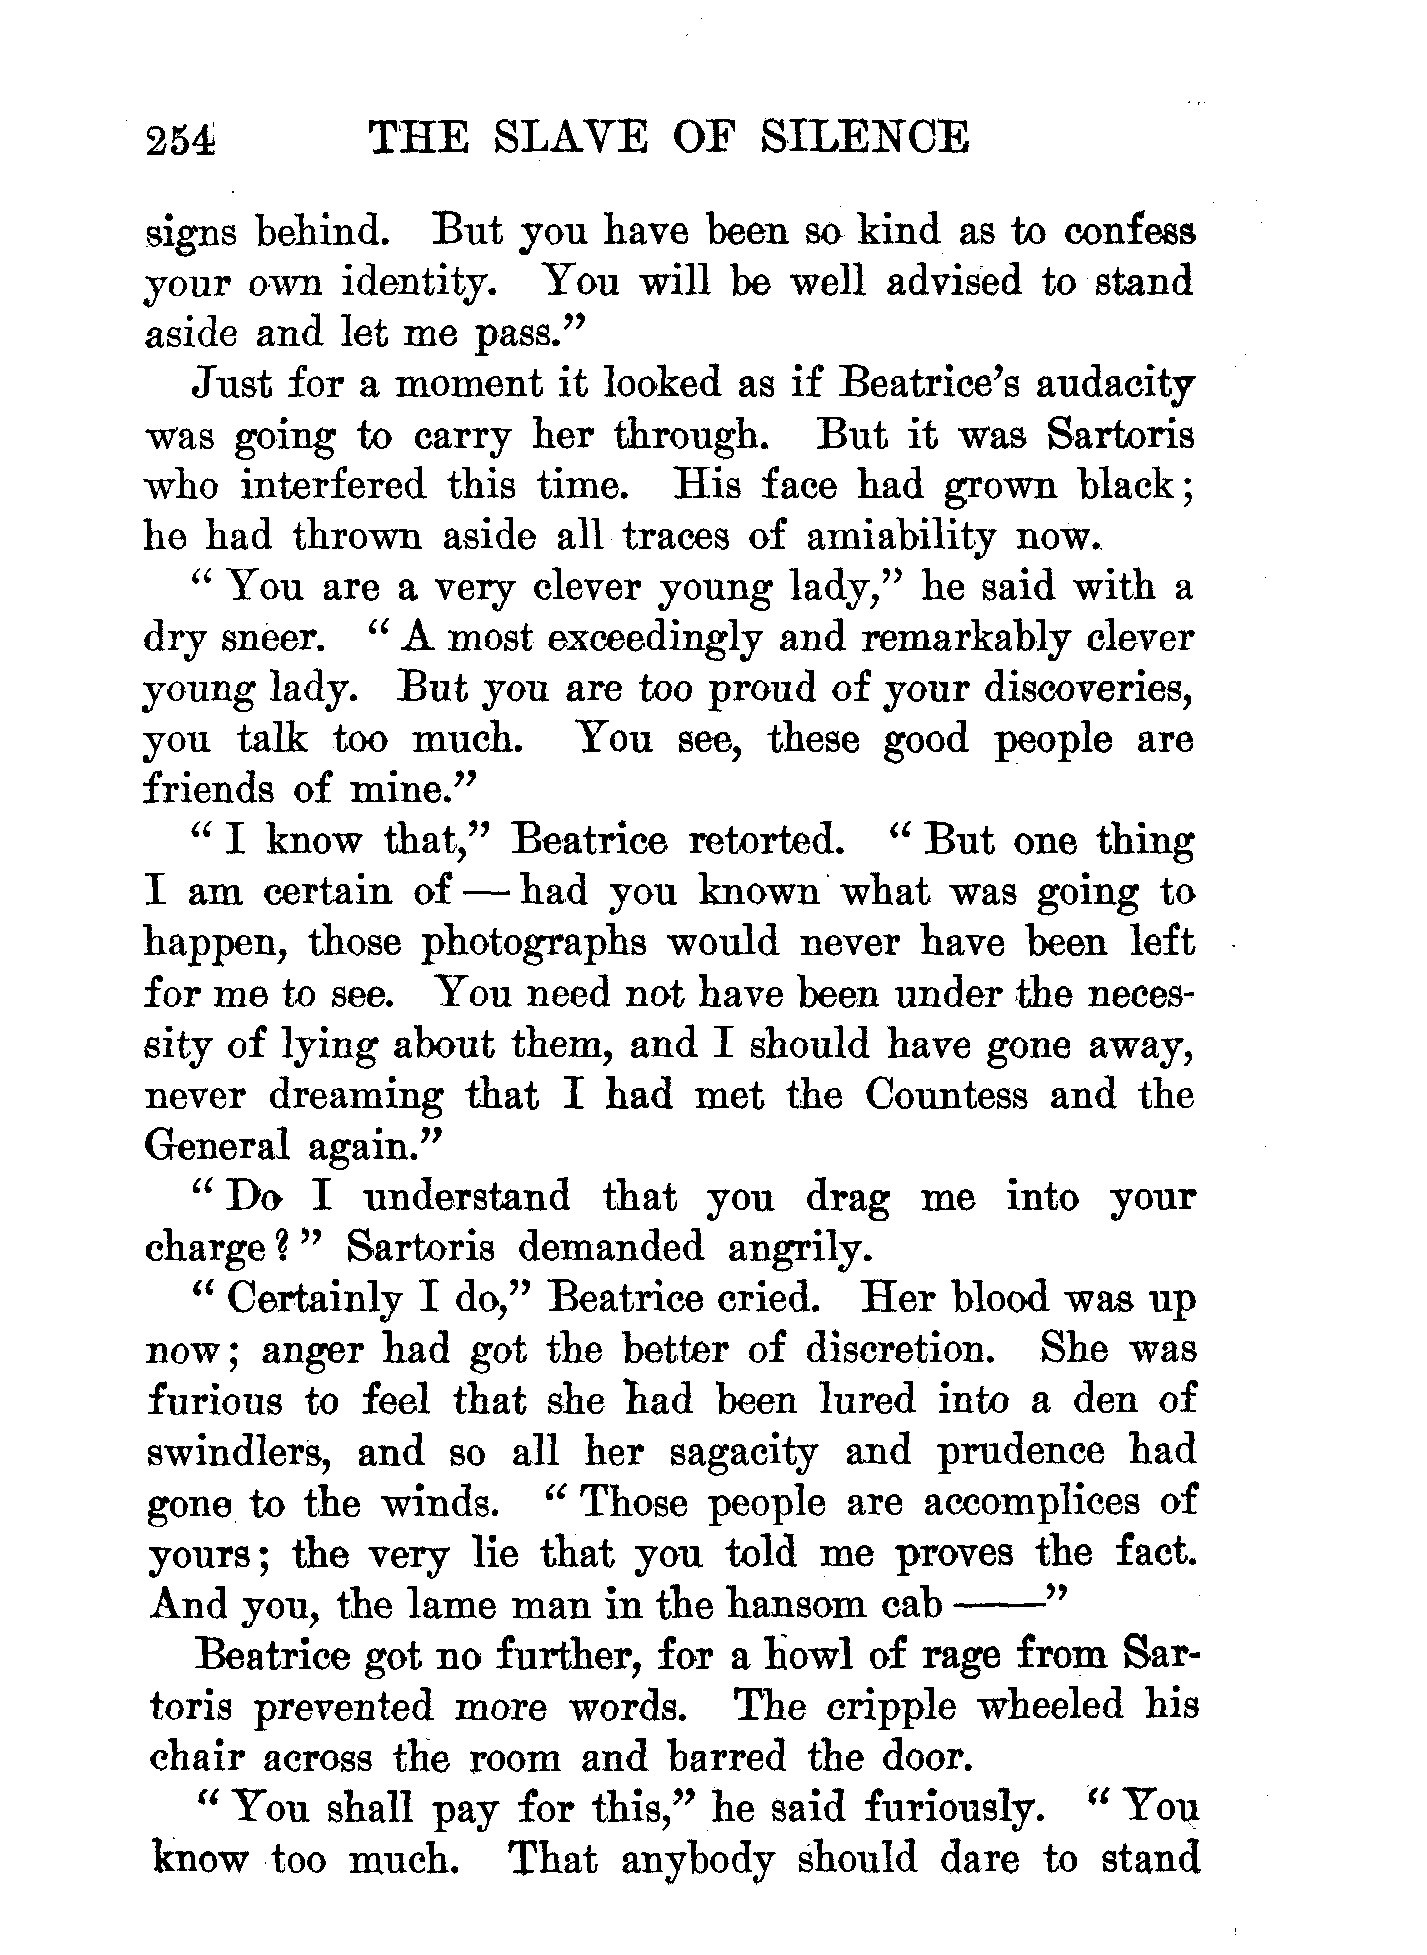 254 THE SLAVE OF SILENCE
signs behind. But you have been so kind as to confess
your own identity. You will be well advised to stand
aside and let me pass.”
Just for a moment it looked as if Beatrice’s audacity
was going to carry her through. But it was Sartoris
who interfered this time. His face had grown black;
he had thrown aside all traces of amiability now.
“ You are a very clever young lady,” he said with a
dry sneer. “ A most exceedingly and remarkably clever
young lady. But you are too proud of your discoveries,
you talk too much. You see, these good people are
friends of mine.”
“ I know that,” Beatrice retorted. “ But one thing
I am certain of — had you known what was going to
happen, those photographs would never have been left
for me to see. You need not have been under the neces-
sity of lying about them, and I should have gone away,
never dreaming that I had met the Countess and the
General again.”
“ Do I understand that you drag me into your
charge ? ” Sartoris demanded angrily.
“ Certainly I do,” Beatrice cried. Her blood was up
now; anger had got the better of discretion. She was
furious to feel that she had been lured into a den of
swindlers, and so all her sagacity and prudence had
gone to the winds. “ Those people are accomplices of
yours; the very lie that you told me proves the fact.
And you, the lame man in the hansom cab ——”
Beatrice got no further, for a howl of rage from Sar-
toris prevented more words. The cripple wheeled his
chair across the room and barred the door.
“ You shall pay for this,” he said furiously. “ You
know too much. That anybody should dare to stand